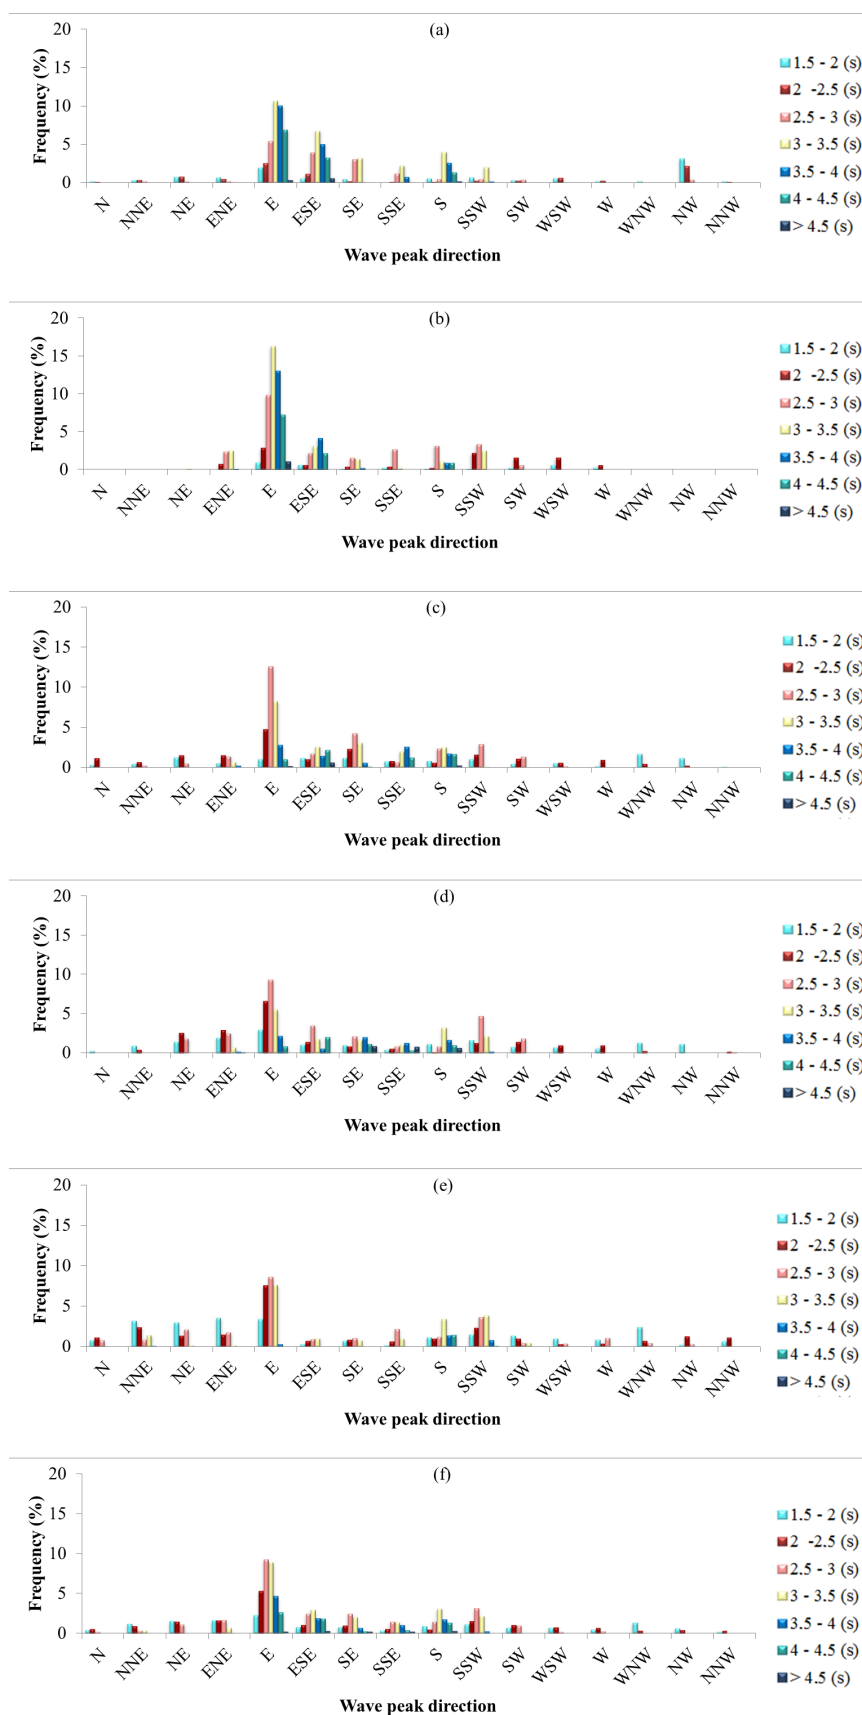 (a)
Frequency (%)
20
15
10
5
0
N NNE NE ENE E ESE SE SSE S SSW SW WSW W WNW NW NNW
Wave peak direction
1.5 - 2 (s)
2 -2.5 (s)
2.5 - 3 (s)
3 - 3.5 (s)
3.5 - 4 (s)
4 - 4.5 (s)
> 4.5 (s)
(b)
Frequency (%)
20
15
10
5
0
N NNE NE ENE E ESE SE SSE S SSW SW WSW W WNW NW NNW
Wave peak direction
1.5 - 2 (s)
2 -2.5 (s)
2.5 - 3 (s)
3 - 3.5 (s)
3.5 - 4 (s)
4 - 4.5 (s)
> 4.5 (s)
(c)
Frequency (%)
20
15
10
5
0
N NNE NE ENE E ESE SE SSE S SSW SW WSW W WNW NW NNW
Wave peak direction
1.5 - 2 (s)
2 -2.5 (s)
2.5 - 3 (s)
3 - 3.5 (s)
3.5 - 4 (s)
4 - 4.5 (s)
> 4.5 (s)
(d)
Frequency (%)
20
15
10
5
0
N NNE NE ENE E ESE SE SSE S SSW SW WSW W WNW NW NNW
Wave peak direction
1.5 - 2 (s)
2 -2.5 (s)
2.5 - 3 (s)
3 - 3.5 (s)
3.5 - 4 (s)
4 - 4.5 (s)
> 4.5 (s)
(e)
Frequency (%)
20
15
10
5
0
N NNE NE ENE E ESE SE SSE S SSW SW WSW W WNW NW NNW
Wave peak direction
1.5 - 2 (s)
2 -2.5 (s)
2.5 - 3 (s)
3 - 3.5 (s)
3.5 - 4 (s)
4 - 4.5 (s)
> 4.5 (s)
(f)
Frequency (%)
20
15
10
5
0
N NNE NE ENE E ESE SE SSE S SSW SW WSW W WNW NW NNW
Wave peak direction
1.5 - 2 (s)
2 -2.5 (s)
2.5 - 3 (s)
3 - 3.5 (s)
3.5 - 4 (s)
4 - 4.5 (s)
> 4.5 (s)